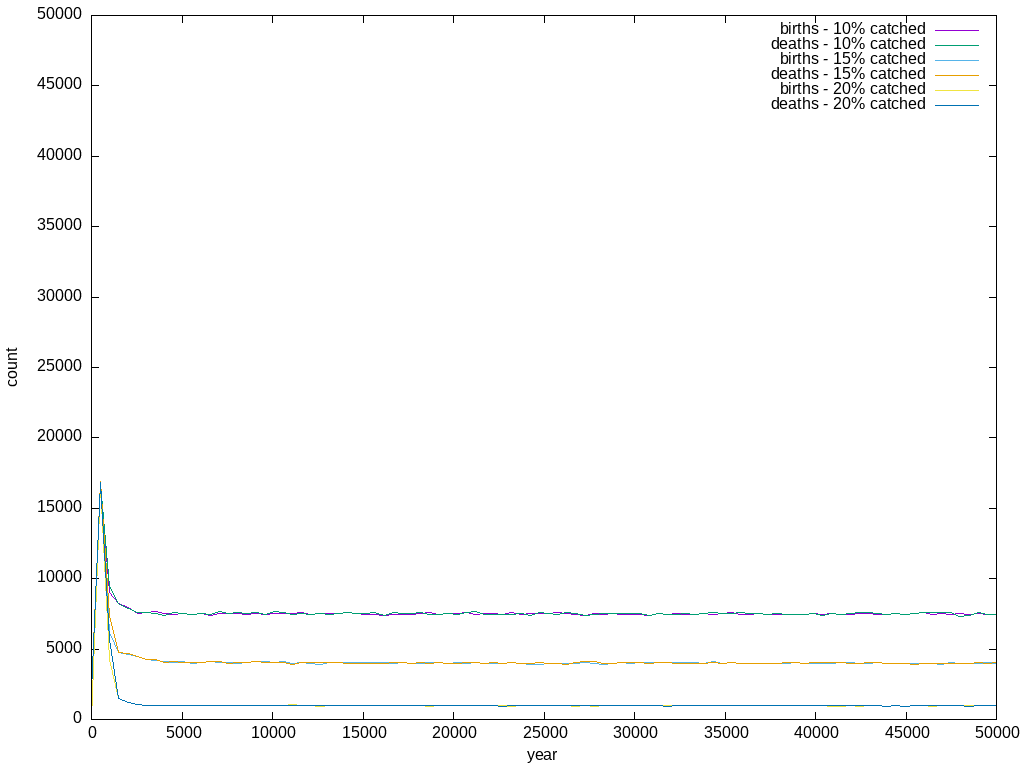 50000
45000
40000
35000
30000
25000
20000
15000
10000
5000
0
count
births - 10% catched
deaths - 10% catched
births - 15% catched
deaths - 15% catched
births - 20% catched
deaths - 20% catched
0 5000 10000 15000 20000 25000 30000 35000 40000 45000 50000
year